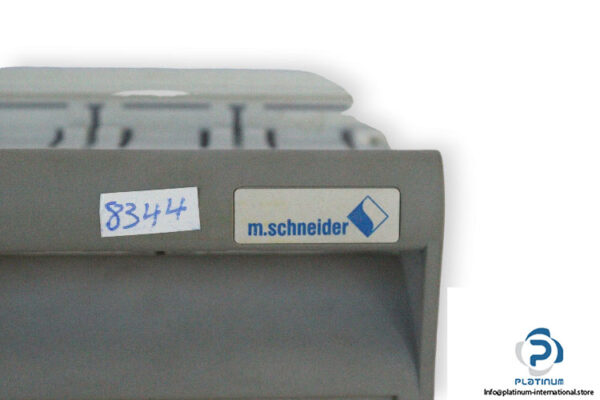 8344
m.schneider
P
PLATINUM
Info@platinum-international.store